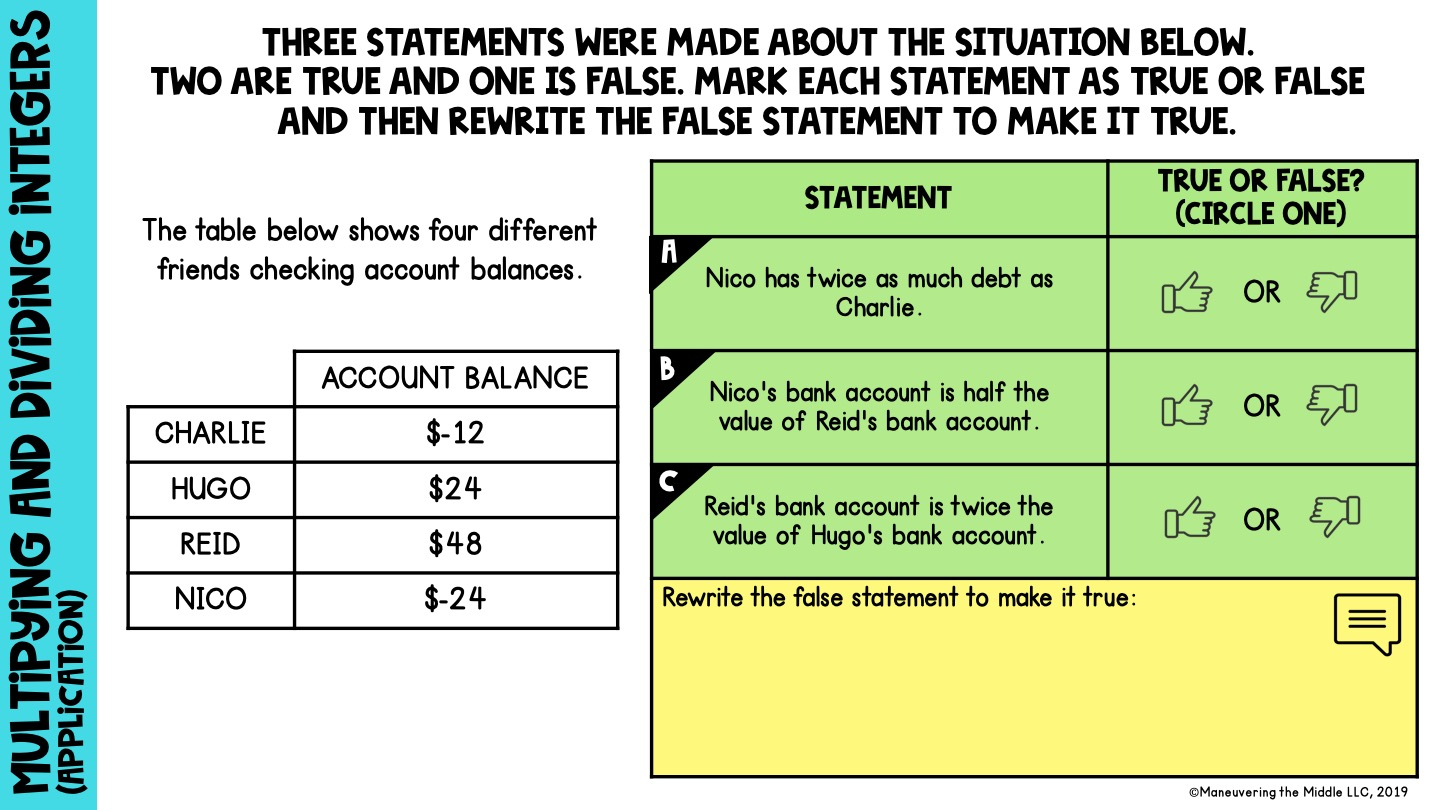 MULTIPYING AND DIVIDING INTEGERS
(APPLICATION)
THREE STATEMENTS WERE MADE ABOUT THE SITUATION BELOW.
TWO ARE TRUE AND ONE IS FALSE. MARK EACH STATEMENT AS TRUE OR FALSE
AND THEN REWRITE THE FALSE STATEMENT TO MAKE IT TRUE.
The table below shows four different
friends checking account balances.
ACCOUNT BALANCE
CHARLIE $-12
HUGO $24
REID $48
NICO $-24
STATEMENT
TRUE OR FALSE?
(CIRCLE ONE)
A
Nico has twice as much debt as
Charlie.
OR
B
Nico's bank account is half the
value of Reid's bank account.
OR
C
Reid's bank account is twice the
value of Hugo's bank account.
OR
Rewrite the false statement to make it true:
©Maneuvering the Middle LLC, 2019